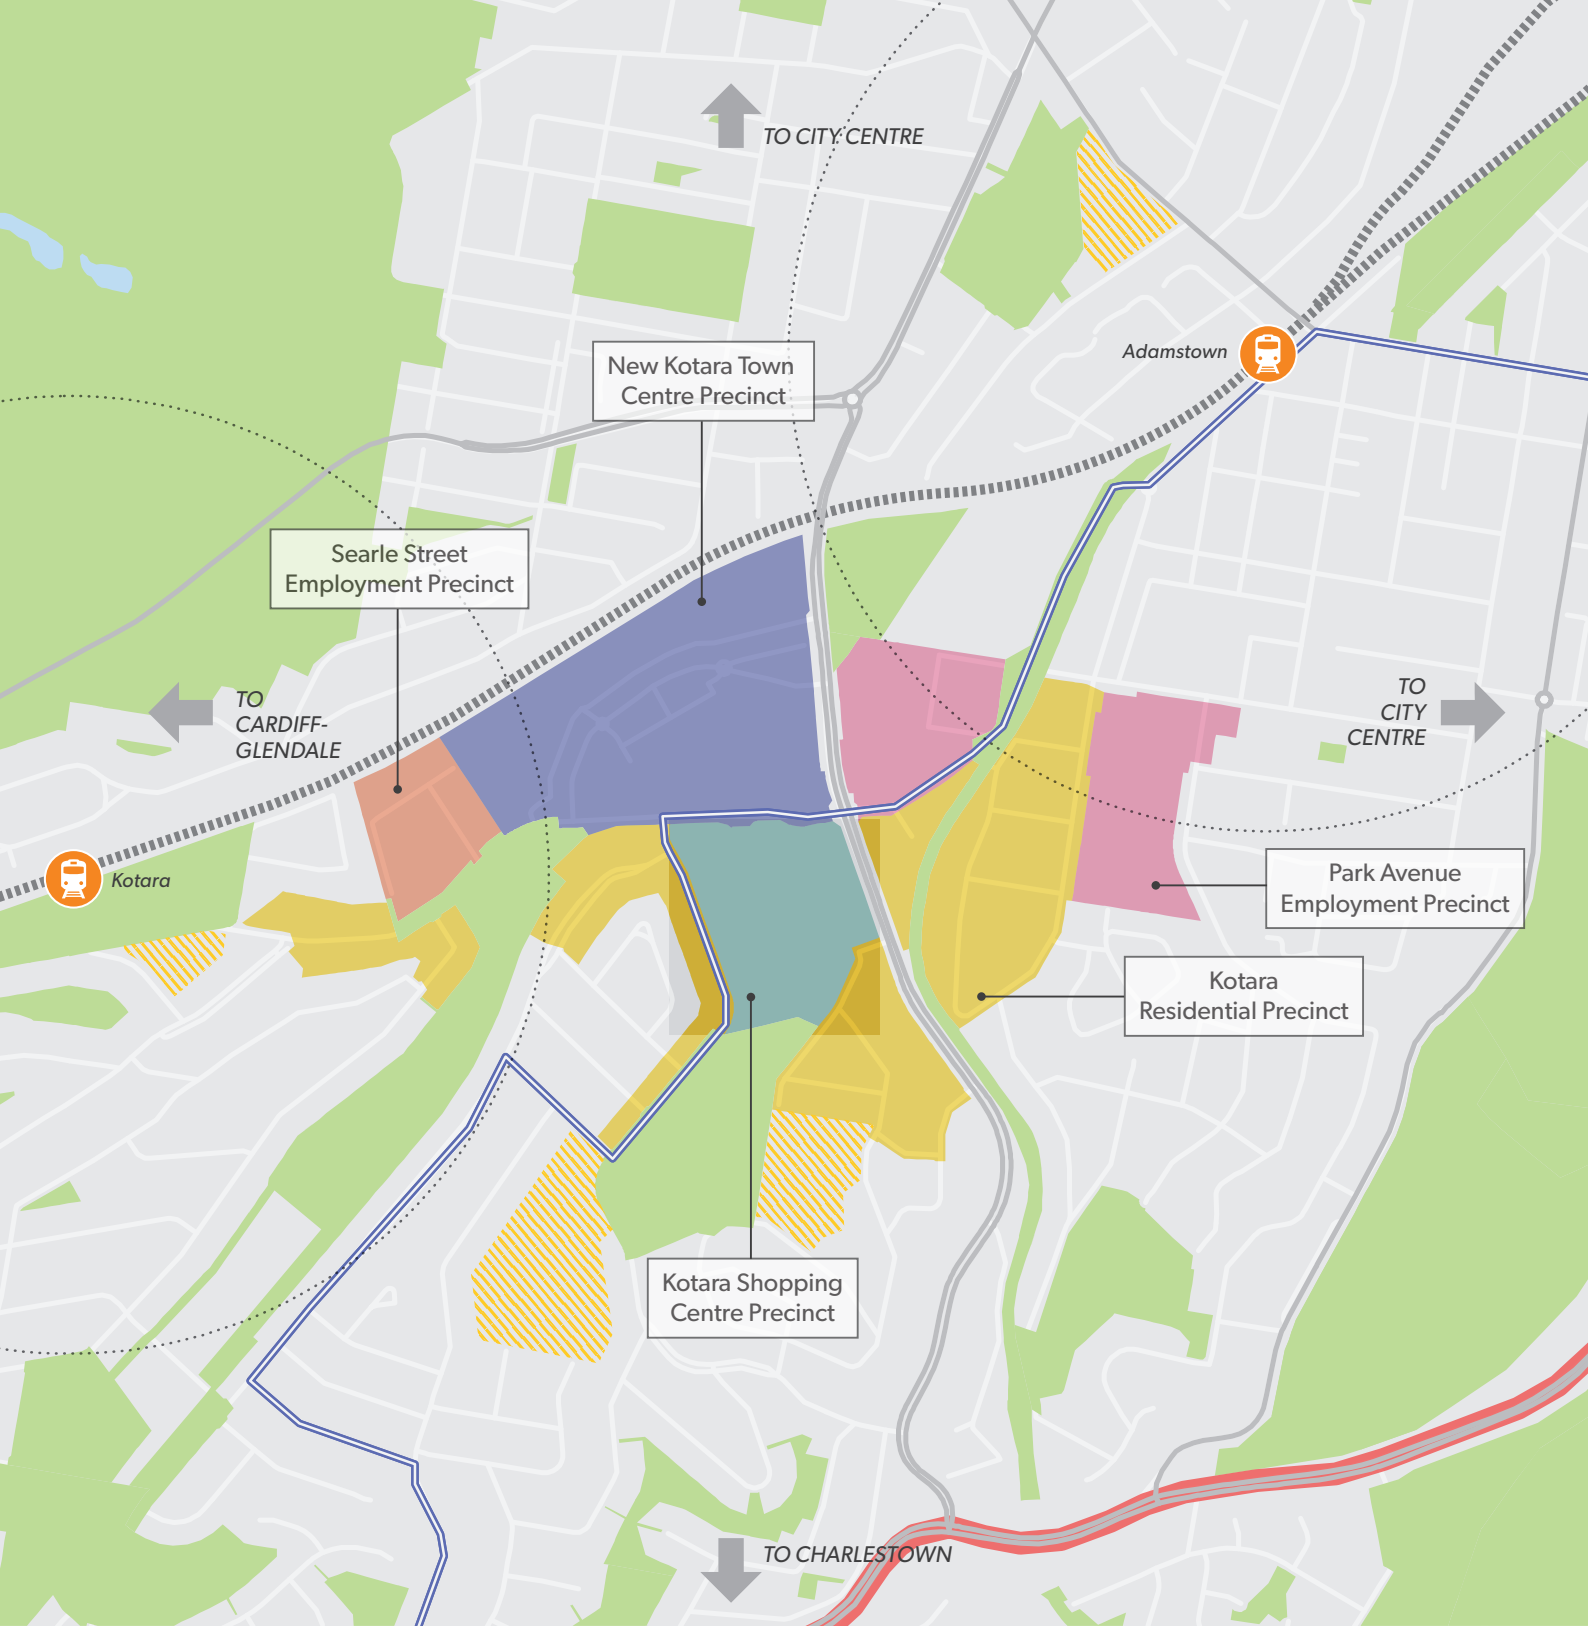 TO CITY CENTRE
Adamstown
New Kotara Town
Centre Precinct
Searle Street
Employment Precinct
TO
CARDIFF-
GLENDALE
TO
CITY
CENTRE
Kotara
Park Avenue
Employment Precinct
Kotara
Residential Precinct
Kotara Shopping
Centre Precinct
TO CHARLESTOWN